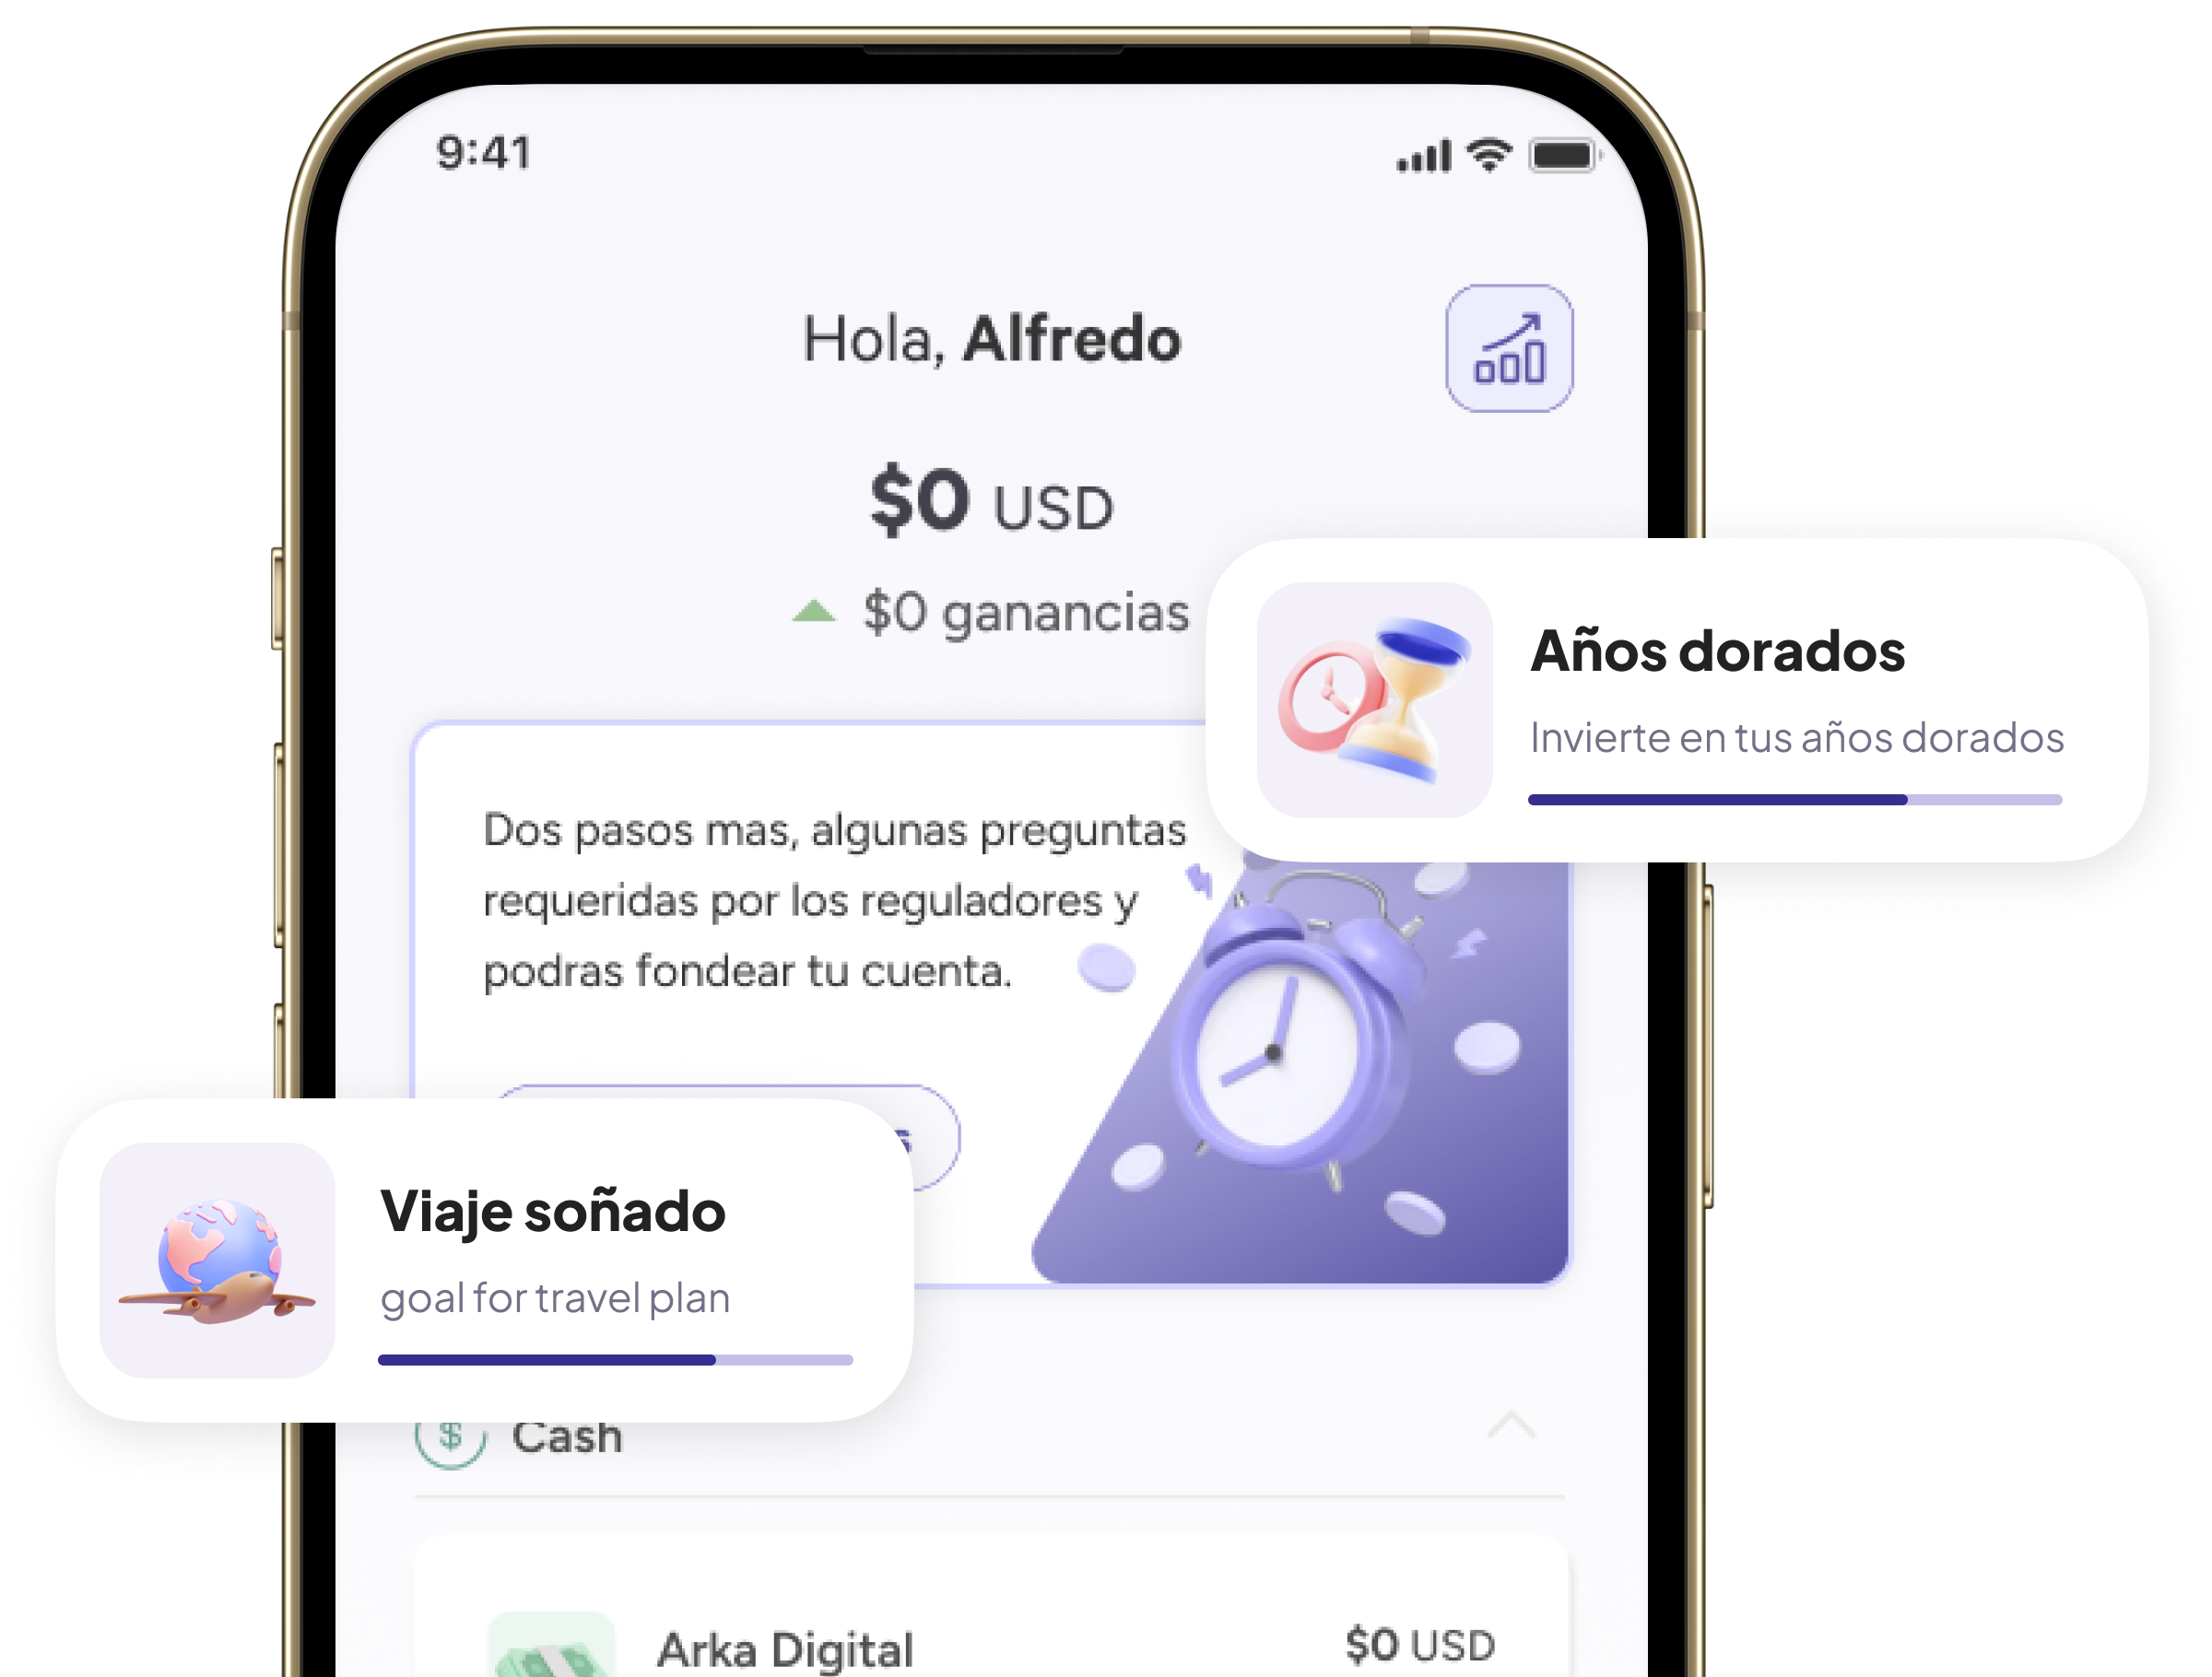 9:41
Hola, Alfredo
$0 USD
$0 ganancias
Años dorados
Invierte en tus años dorados
Dos pasos mas, algunas preguntas
requeridas por los reguladores y
podras fondear tu cuenta.
Viaje soñado
goal for travel plan
$ Cash
Arka Digital
$0 USD